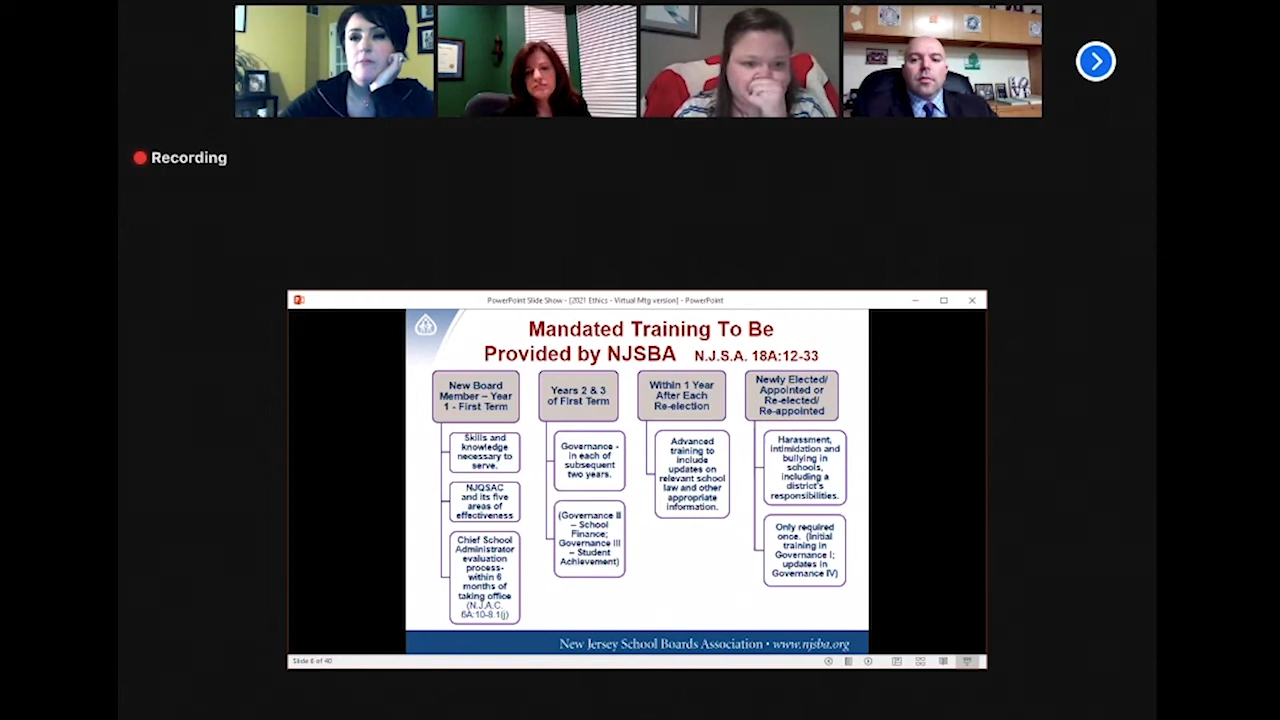 Recording
PowerPoint Slide Show - [2021 Ethics - Virtual Mtg version] - PowerPoint
Mandated Training To Be
Provided by NJSBA N.J.S.A. 18A:12-33
New Board
Member – Year
1 - First Term
Skills and
knowledge
necessary to
serve.
NJQSAC
and its five
areas of
effectiveness
Chief School
Administrator
evaluation
process-
within 6
months of
taking office
(N.J.A.C.
6A:10-8.1(j)
Years 2 & 3
of First Term
Governance -
in each of
subsequent
two years.
(Governance II
– School
Finance;
Governance III
– Student
Achievement)
Within 1 Year
After Each
Re-election
Advanced
training to
include
updates on
relevant school
law and other
appropriate
information.
Newly Elected/
Appointed or
Re-elected/
Re-appointed
Harassment,
intimidation and
bullying in
schools,
including a
district's
responsibilities.
Only required
once. (Initial
training in
Governance I;
updates in
Governance IV)
New Jersey School Boards Association • www.njsba.org
Slide 6 of 40